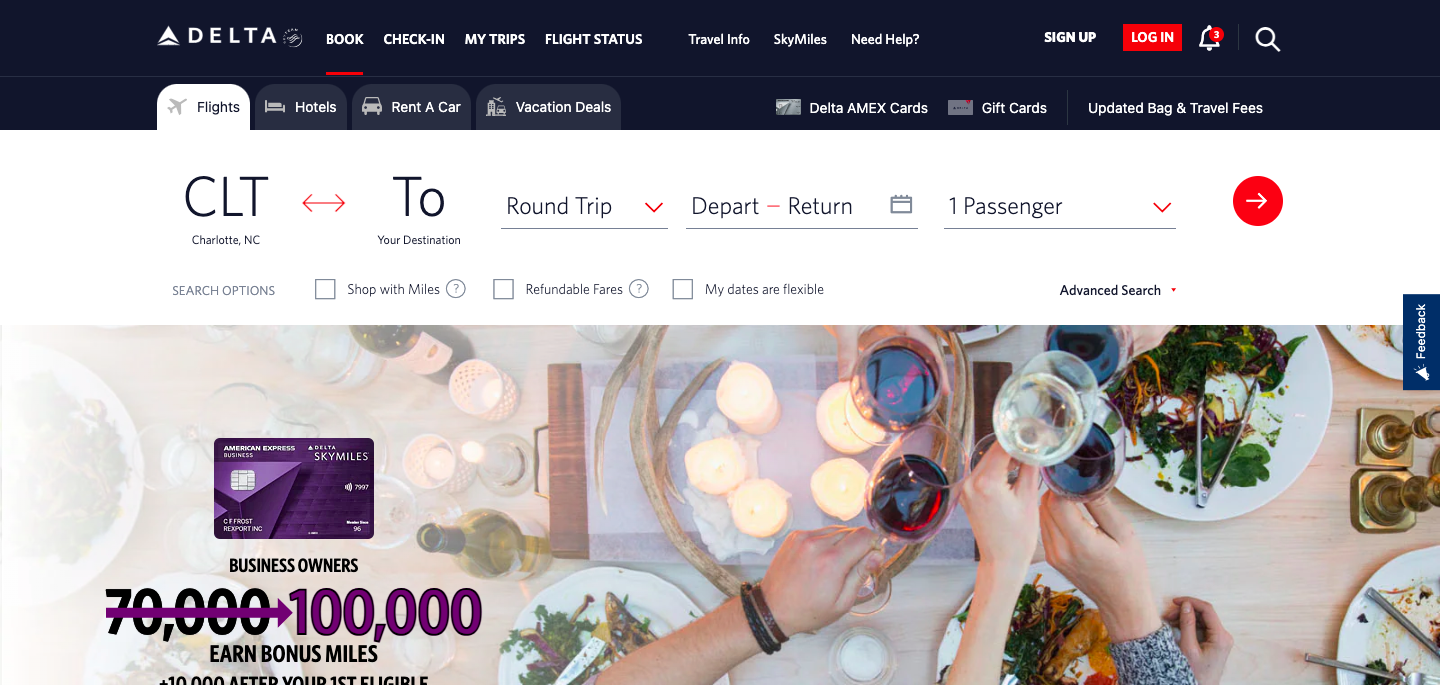 DELTA
BOOK
CHECK-IN
MY TRIPS
FLIGHT STATUS
Travel Info
SkyMiles
Need Help?
SIGN UP
LOG IN
3
Flights
Hotels
Rent A Car
Vacation Deals
Delta AMEX Cards
Gift Cards
Updated Bag & Travel Fees
CLT
Charlotte, NC
To
Your Destination
Round Trip
Depart – Return
1 Passenger
SEARCH OPTIONS
Shop with Miles ?
Refundable Fares ?
My dates are flexible
Advanced Search
Feedback
AMERICAN EXPRESS
BUSINESS
DELTA
SKYMILES
7997
C F FROST
REXPORT INC
Member Since
96
BUSINESS OWNERS
70,000 100,000
EARN BONUS MILES
+10,000 AFTER YOUR 1ST ELIGIBLE